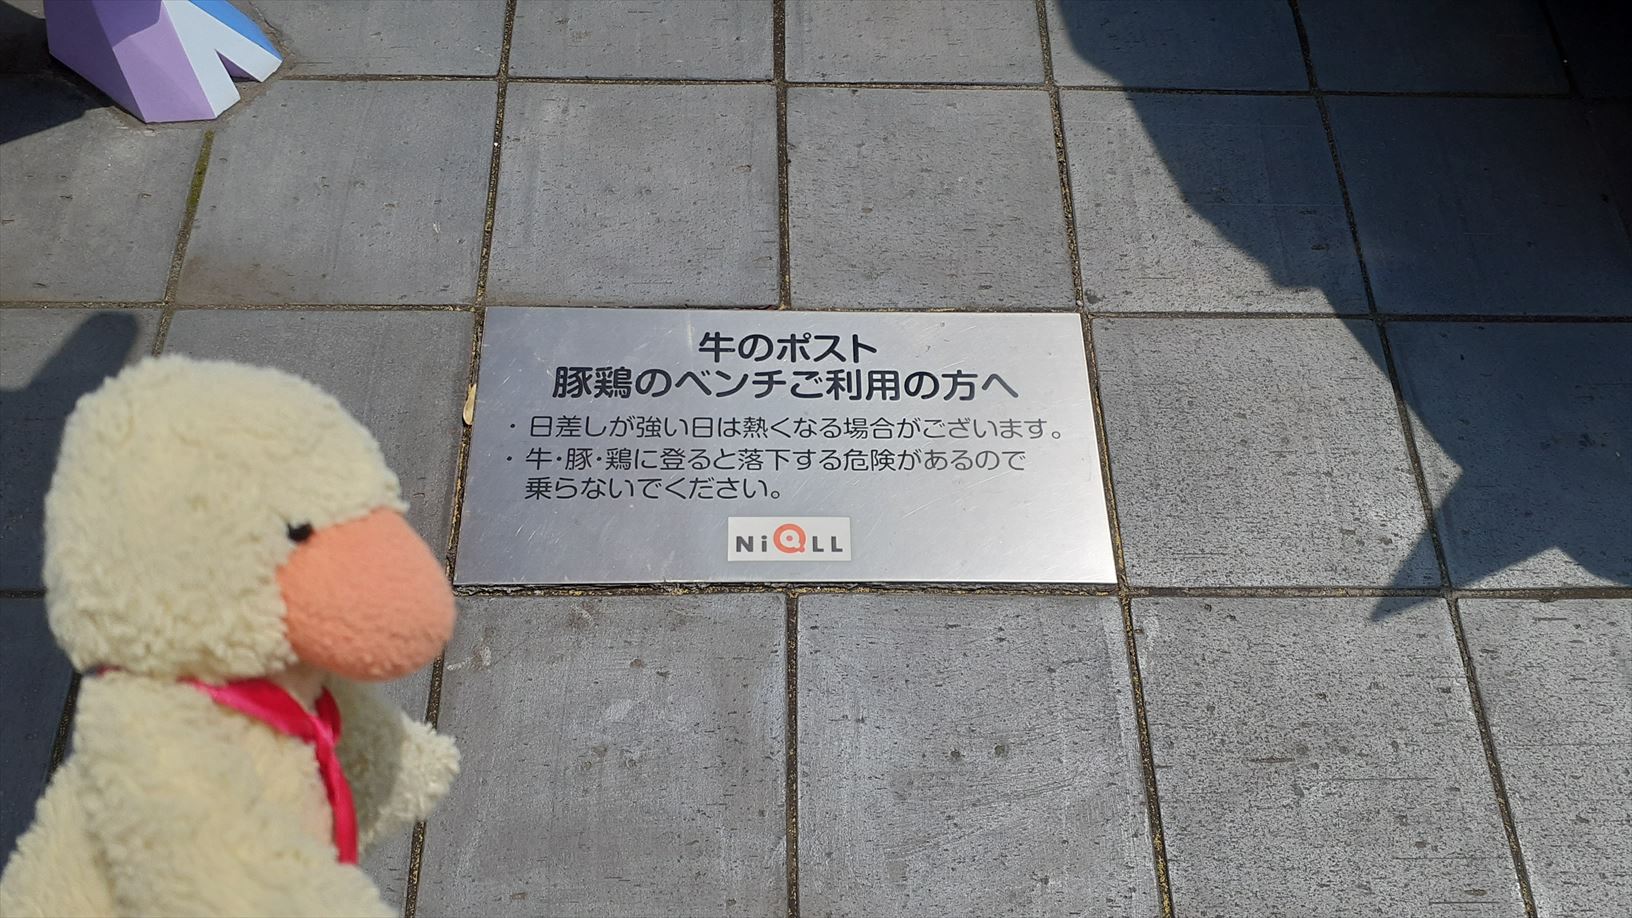 牛のポスト
豚鶏のベンチご利用の方へ
・日差しが強い日は熱くなる場合がございます。
・牛・豚・鶏に登ると落下する危険があるので
乗らないでください。
NiQLL